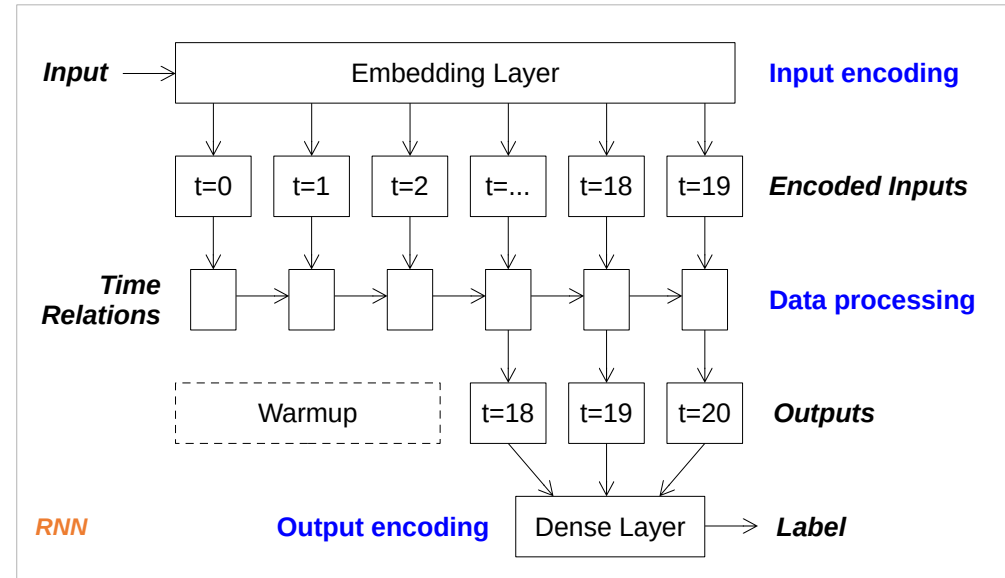 Input
Embedding Layer
Input encoding
t=0
t=1
t=2
t=...
t=18
t=19
Encoded Inputs
Time
Relations
Data processing
Warmup
t=18
t=19
t=20
Outputs
RNN
Output encoding
Dense Layer
Label